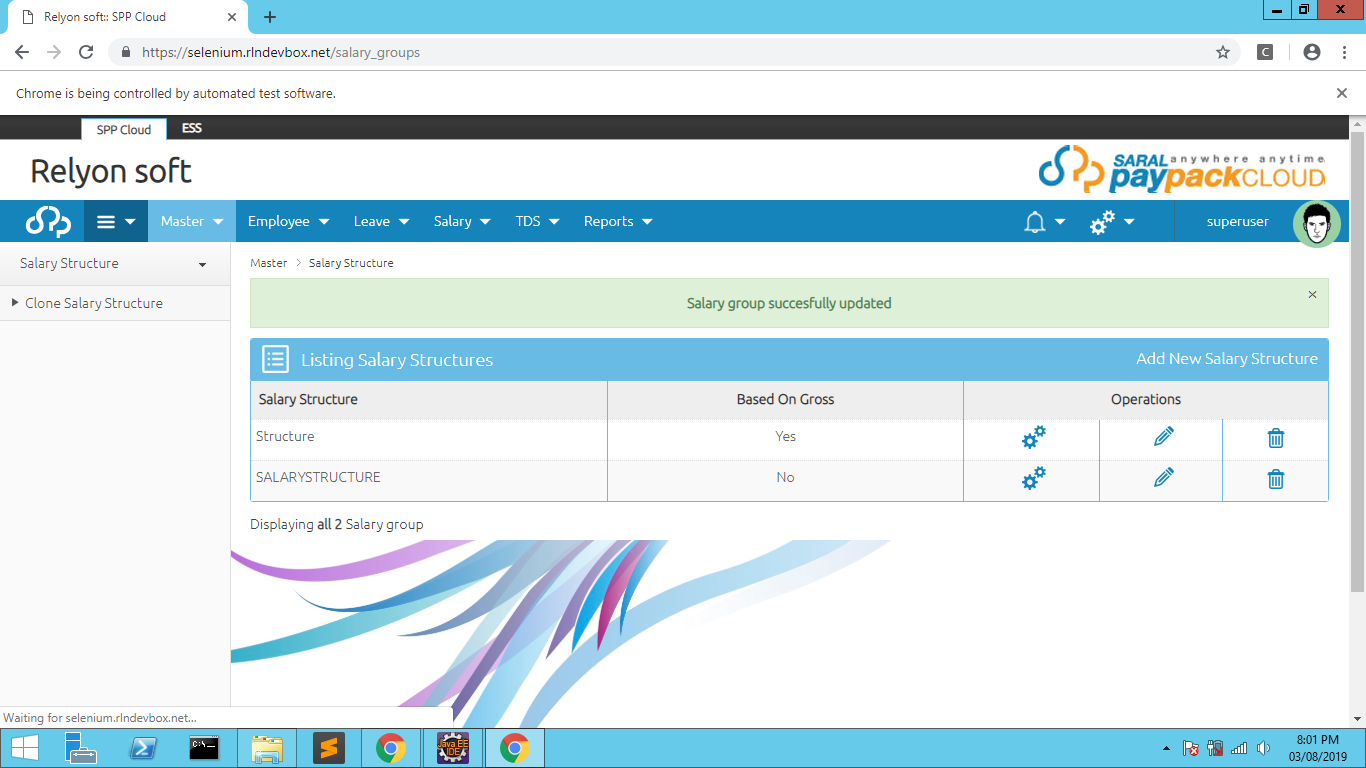 Relyon soft:: SPP Cloud
https://selenium.rlndevbox.net/salary_groups
C
Chrome is being controlled by automated test software.
SPP Cloud ESS
Relyon soft
SARAL anywhere anytime
paypackCLOUD
Master Employee Leave Salary TDS Reports superuser
Salary Structure
Clone Salary Structure
Master > Salary Structure
Salary group succesfully updated
Listing Salary Structures Add New Salary Structure
Salary Structure Based On Gross Operations
Structure Yes
SALARYSTRUCTURE No
Displaying all 2 Salary group
Waiting for selenium.rlndevbox.net...
C:\_
Java EE
IDE
8:01 PM
03/08/2019